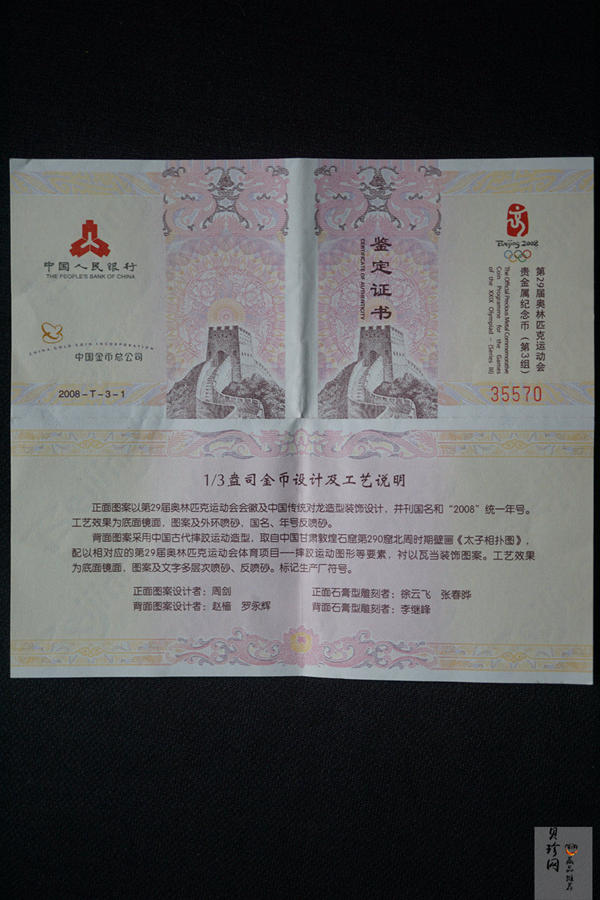 中国人民银行
THE PEOPLE'S BANK OF CHINA
CHINA GOLD COIN INCORPORATION
中国金币总公司
2008-T-3-1
鉴定证书
CERTIFICATE OF AUTHENTICITY
Beijing 2008
第29届奥林匹克运动会
贵金属纪念币（第3组）
The Official Precious Metal Commemorative
Coin Programme for the Games
of the XXIX Olympiad - (Series III)
35570
1/3盎司金币设计及工艺说明
正面图案以第29届奥林匹克运动会会徽及中国传统对龙造型装饰设计，并刊国名和“2008”统一年号。
工艺效果为底面镜面，图案及外环喷砂、国名、年号反喷砂。
背面图案采用中国古代摔跤运动造型，取自中国甘肃敦煌石窟第290窟北周时期壁画《太子相扑图》，
配以相对应的第29届奥林匹克运动会体育项目──摔跤运动图形等要素，衬以瓦当装饰图案。工艺效果
为底面镜面，图案及文字多层次喷砂、反喷砂。标记生产厂符号。
正面图案设计者：周剑
正面石膏型雕刻者：徐云飞　张春骅
背面图案设计者：赵樯　罗永辉
背面石膏型雕刻者：李继峰
贝珍网
藏品推荐